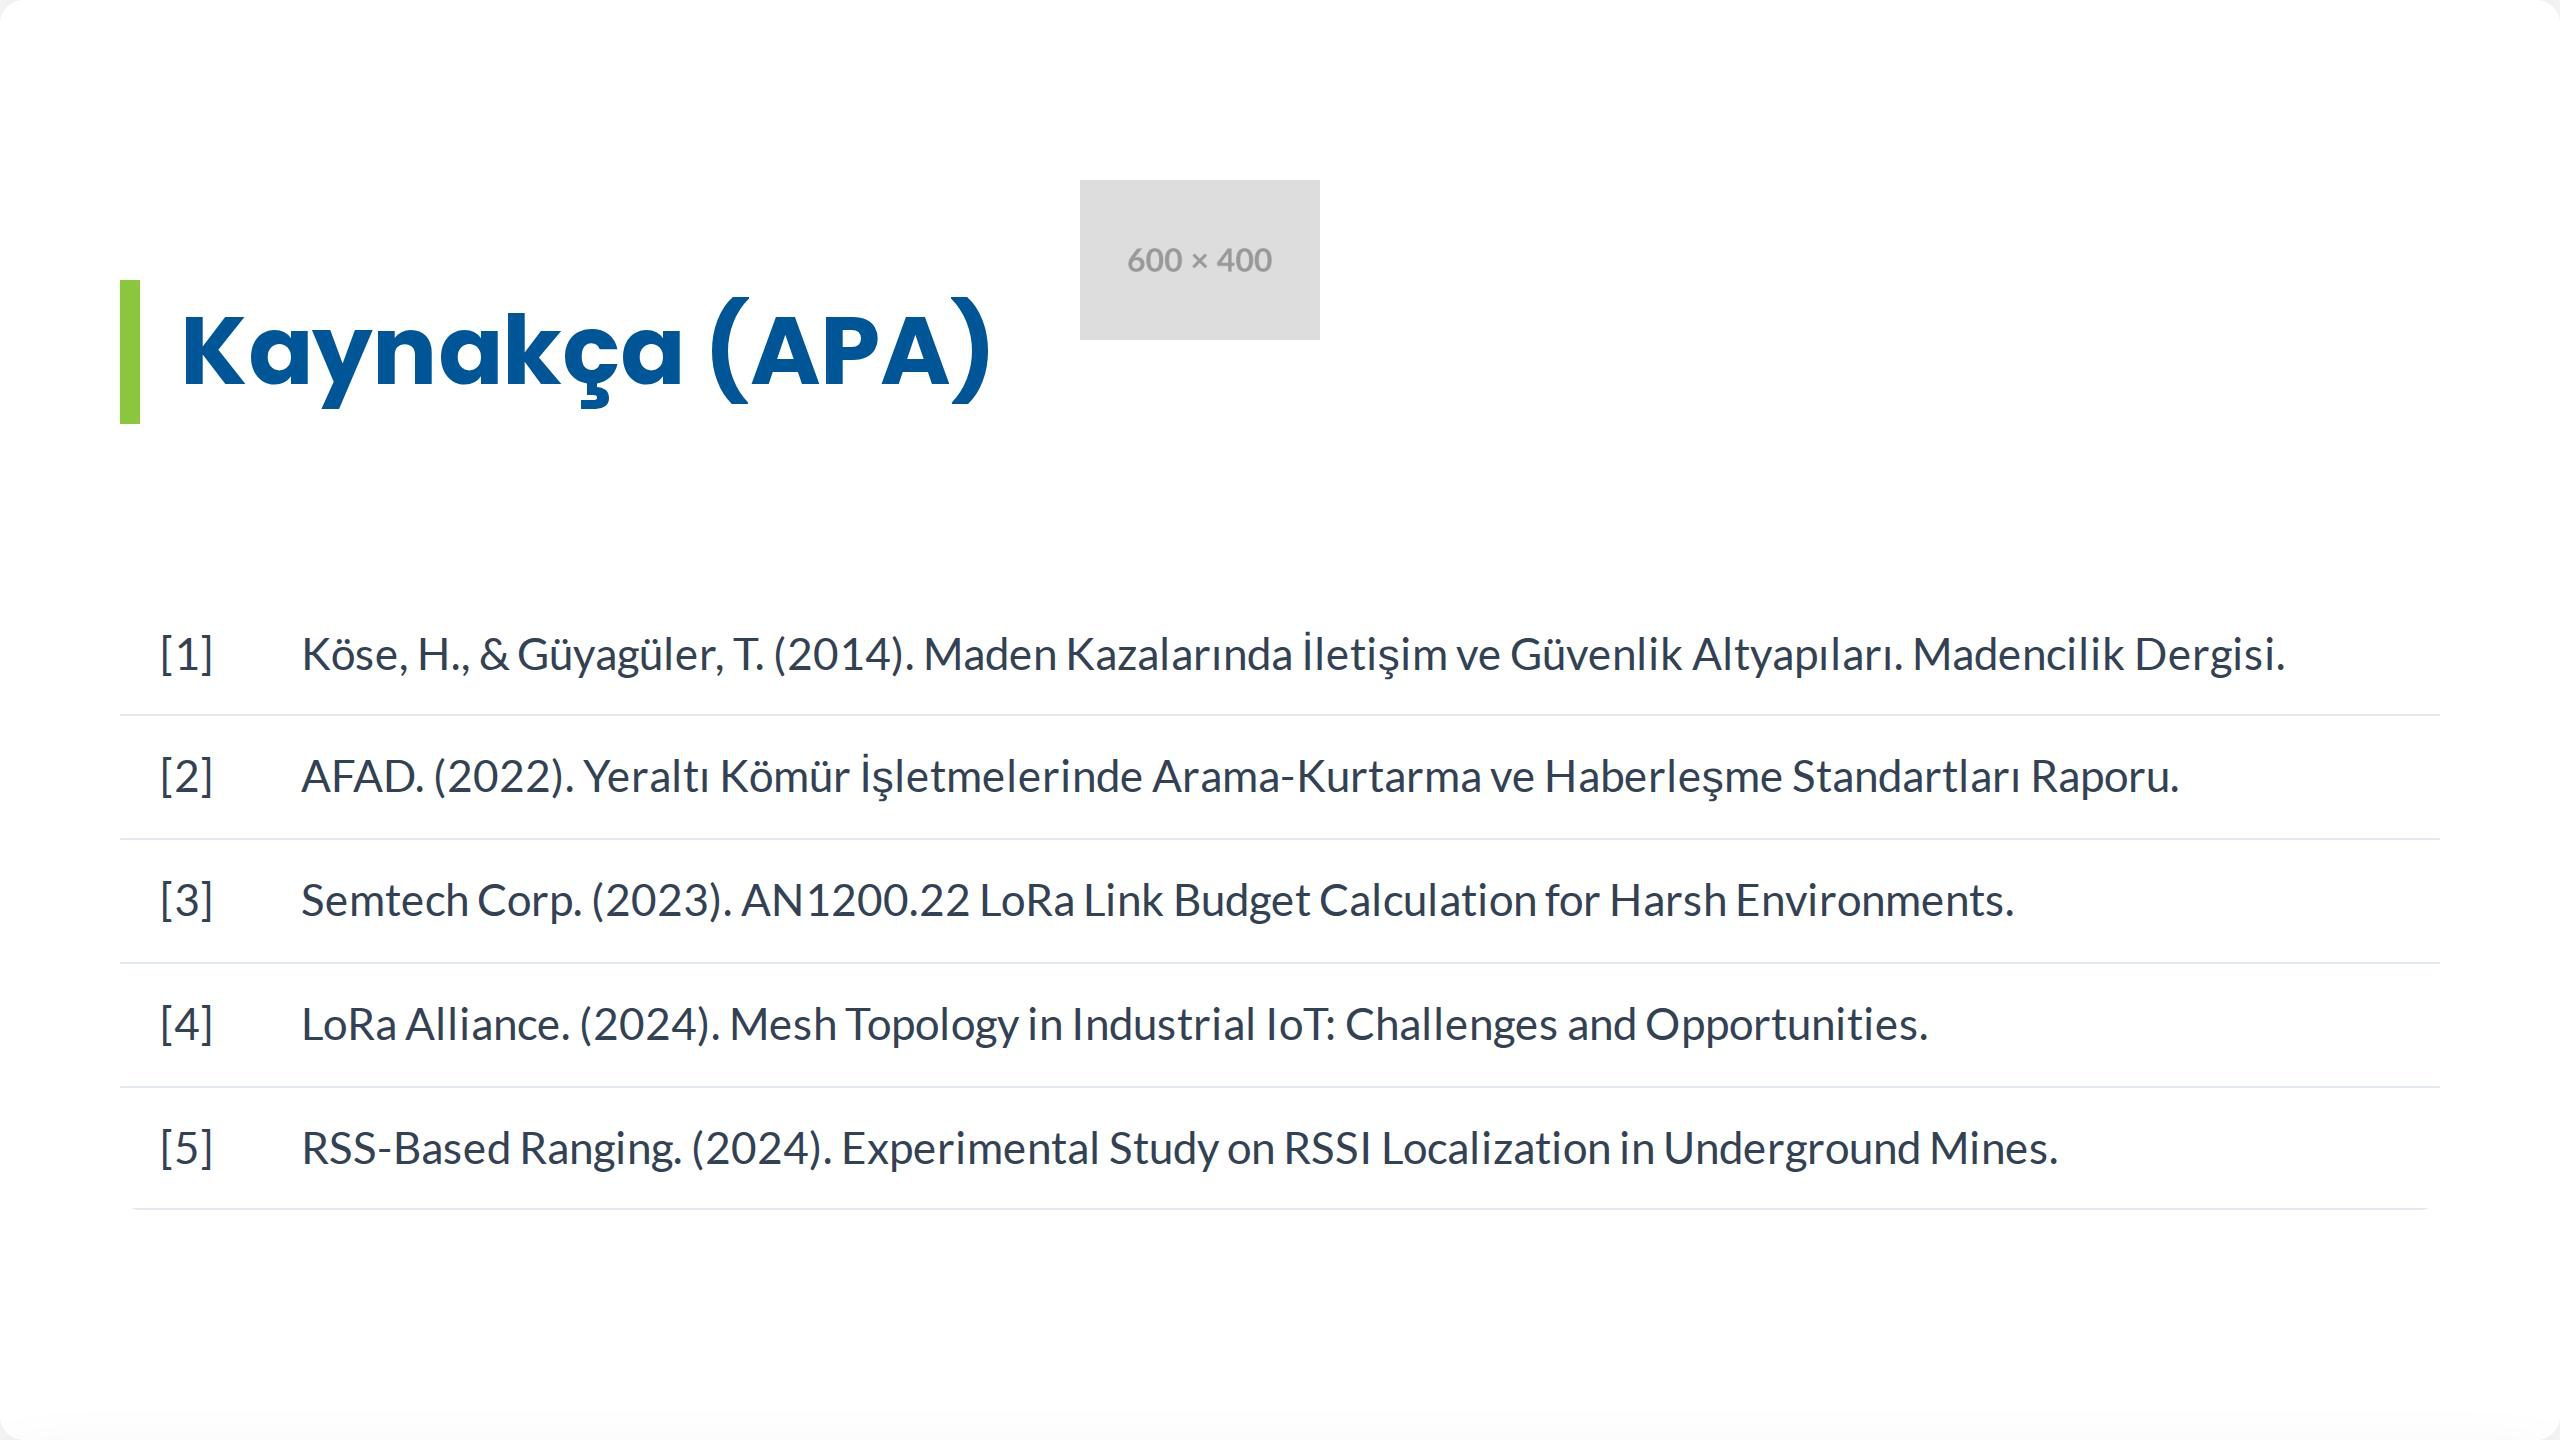 600 × 400
Kaynakça (APA)
[1] Köse, H., & Güyagüler, T. (2014). Maden Kazalarında İletişim ve Güvenlik Altyapıları. Madencilik Dergisi.
[2] AFAD. (2022). Yeraltı Kömür İşletmelerinde Arama-Kurtarma ve Haberleşme Standartları Raporu.
[3] Semtech Corp. (2023). AN1200.22 LoRa Link Budget Calculation for Harsh Environments.
[4] LoRa Alliance. (2024). Mesh Topology in Industrial IoT: Challenges and Opportunities.
[5] RSS-Based Ranging. (2024). Experimental Study on RSSI Localization in Underground Mines.